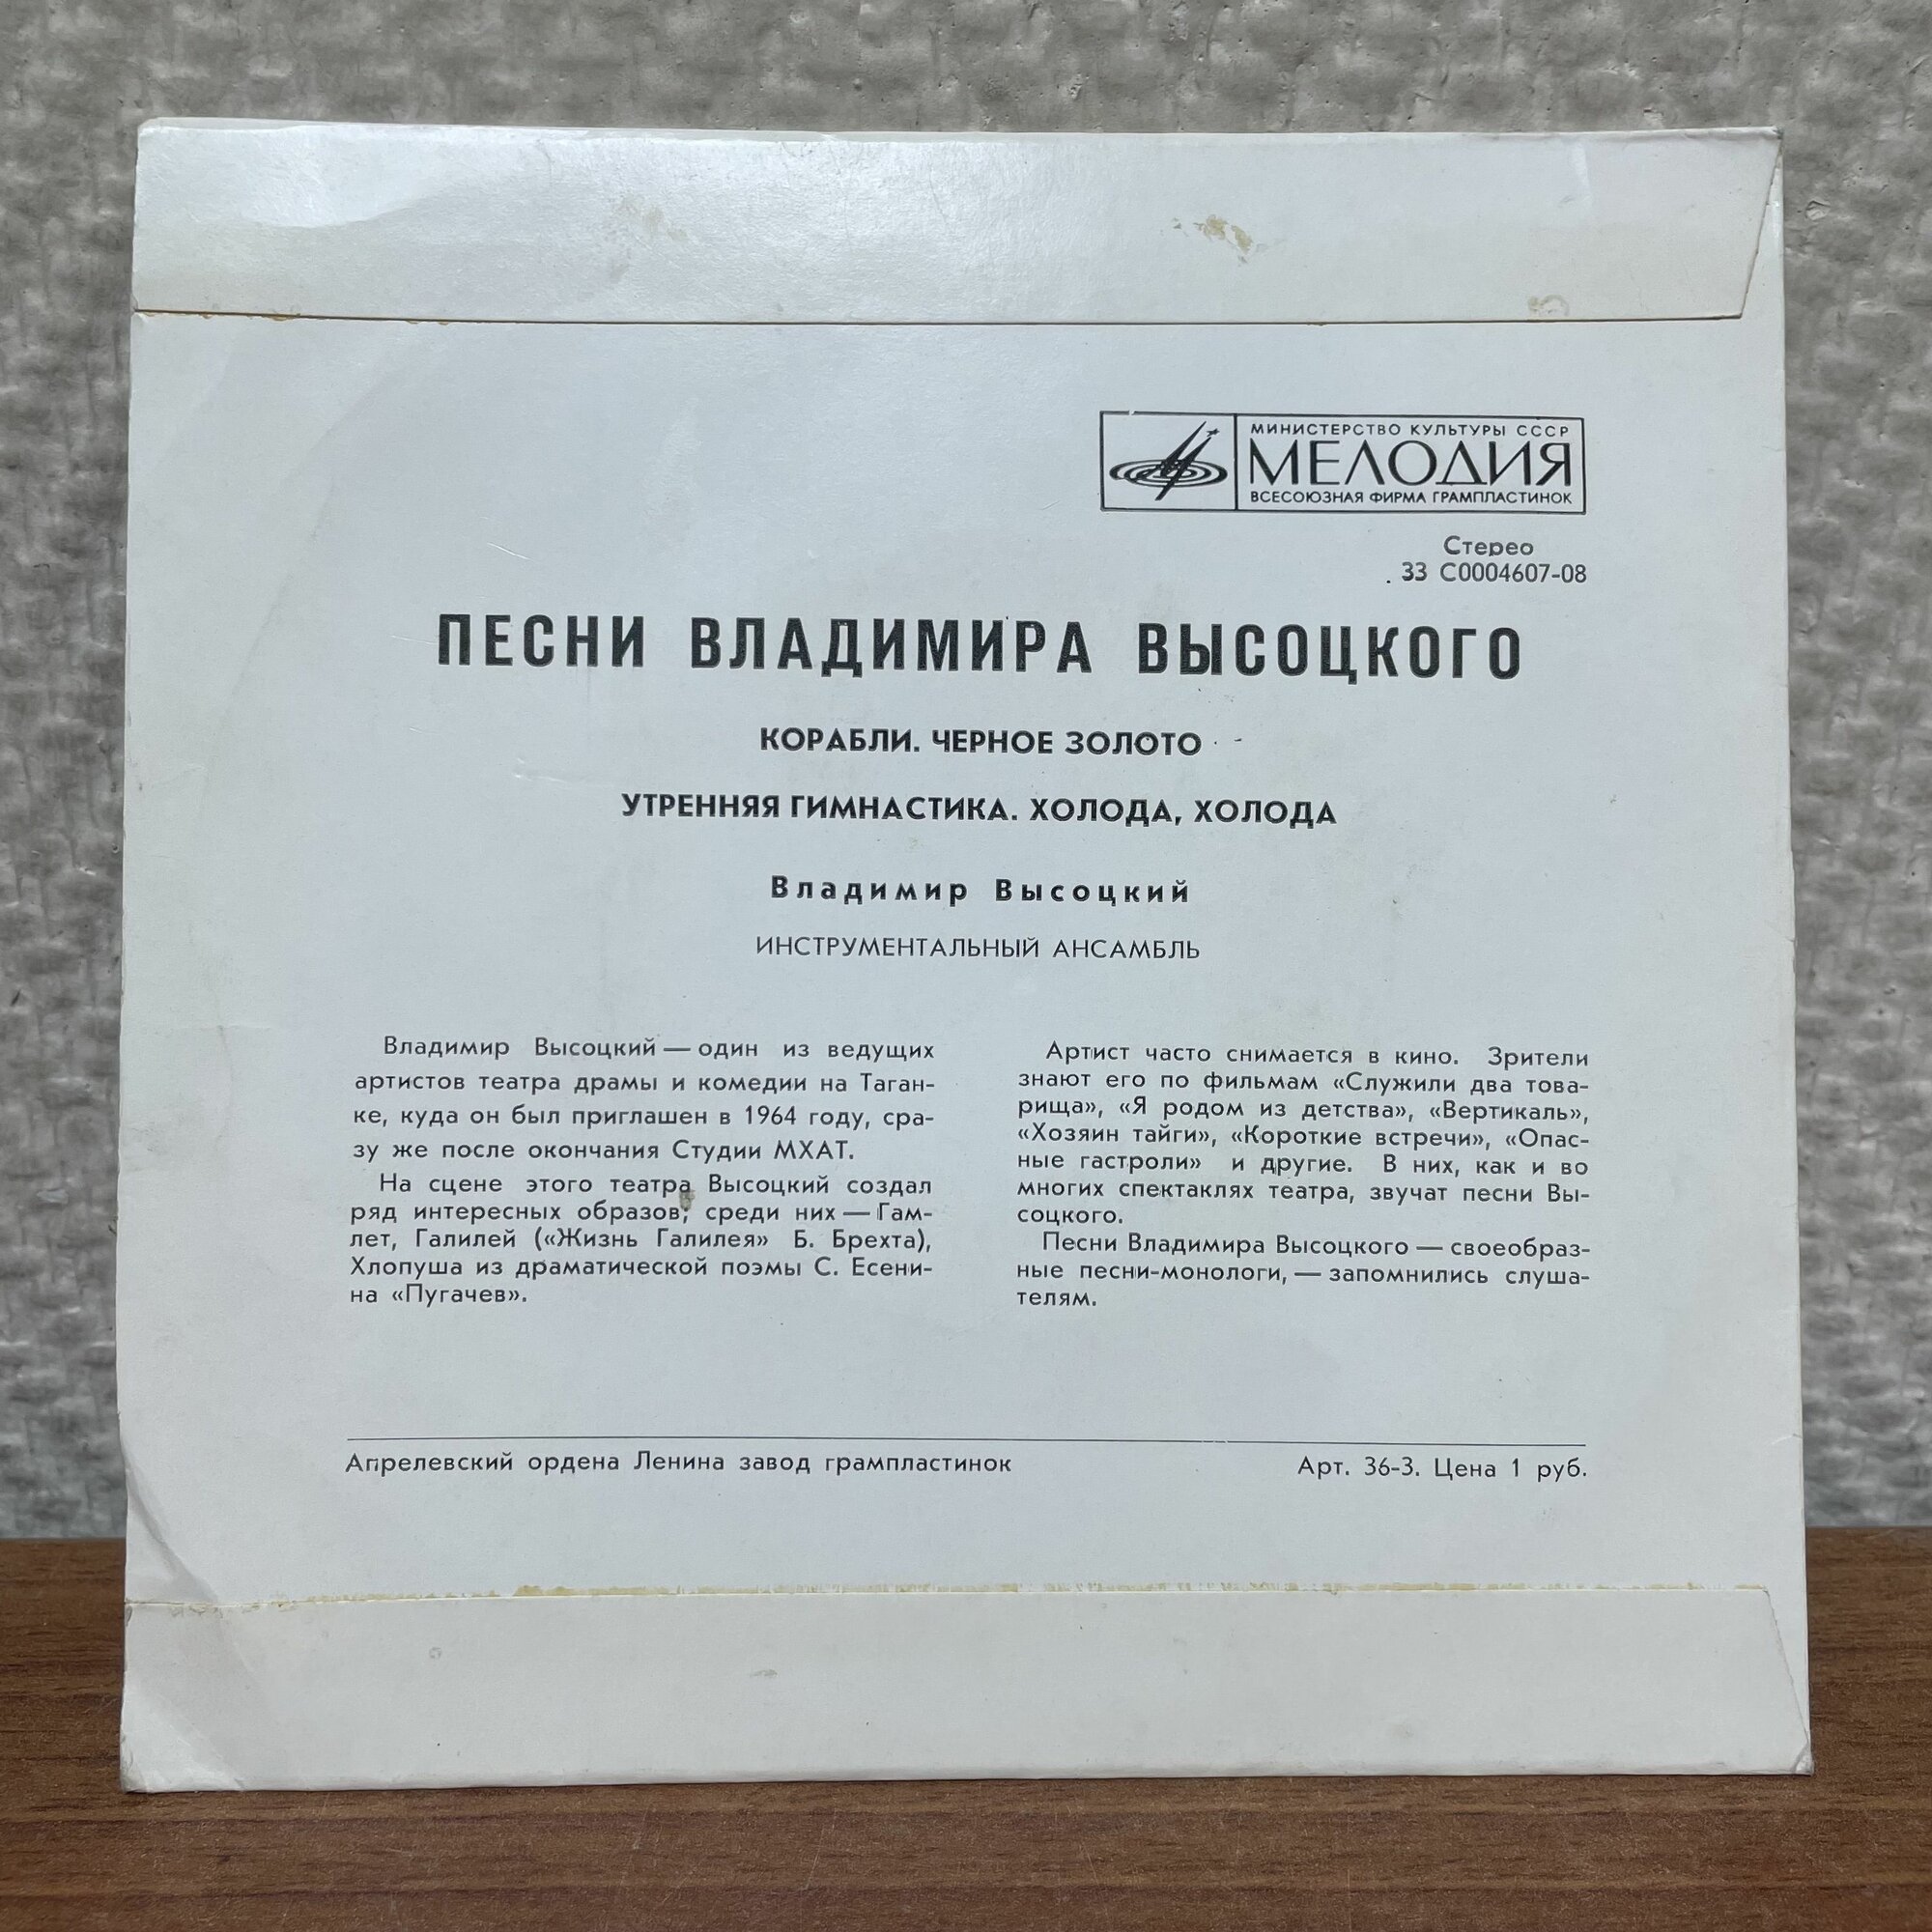 МИНИСТЕРСТВО КУЛЬТУРЫ СССР
МЕЛОДИЯ
ВСЕСОЮЗНАЯ ФИРМА ГРАМПЛАСТИНОК
Стерео
33 С0004607-08
ПЕСНИ ВЛАДИМИРА ВЫСОЦКОГО
КОРАБЛИ. ЧЕРНОЕ ЗОЛОТО
УТРЕННЯЯ ГИМНАСТИКА. ХОЛОДА, ХОЛОДА
Владимир Высоцкий
ИНСТРУМЕНТАЛЬНЫЙ АНСАМБЛЬ
Владимир Высоцкий — один из ведущих
артистов театра драмы и комедии на Таган-
ке, куда он был приглашен в 1964 году, сра-
зу же после окончания Студии МХАТ.
На сцене этого театра Высоцкий создал
ряд интересных образов, среди них — Гам-
лет, Галилей («Жизнь Галилея» Б. Брехта),
Хлопуша из драматической поэмы С. Есени-
на «Пугачев».
Артист часто снимается в кино. Зрители
знают его по фильмам «Служили два това-
рища», «Я родом из детства», «Вертикаль»,
«Хозяин тайги», «Короткие встречи», «Опас-
ные гастроли» и другие. В них, как и во
многих спектаклях театра, звучат песни Вы-
соцкого.
Песни Владимира Высоцкого — своеобраз-
ные песни-монологи, — запомнились слуша-
телям.
Апрелевский ордена Ленина завод грампластинок
Арт. 36-3. Цена 1 руб.